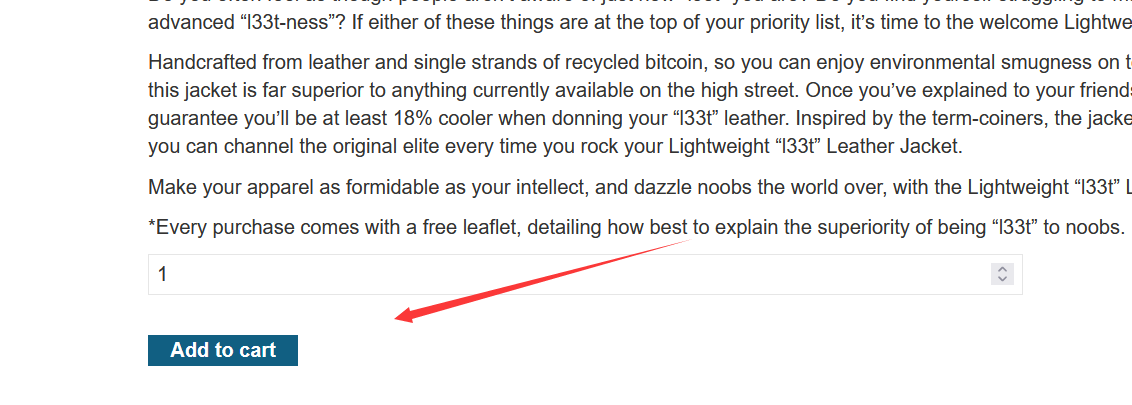 advanced “l33t-ness”? If either of these things are at the top of your priority list, it’s time to the welcome Lightwe
Handcrafted from leather and single strands of recycled bitcoin, so you can enjoy environmental smugness on t
this jacket is far superior to anything currently available on the high street. Once you’ve explained to your friend
guarantee you’ll be at least 18% cooler when donning your “l33t” leather. Inspired by the term-coiners, the jacke
you can channel the original elite every time you rock your Lightweight “l33t” Leather Jacket.
Make your apparel as formidable as your intellect, and dazzle noobs the world over, with the Lightweight “l33t” L
*Every purchase comes with a free leaflet, detailing how best to explain the superiority of being “l33t” to noobs.
1
Add to cart